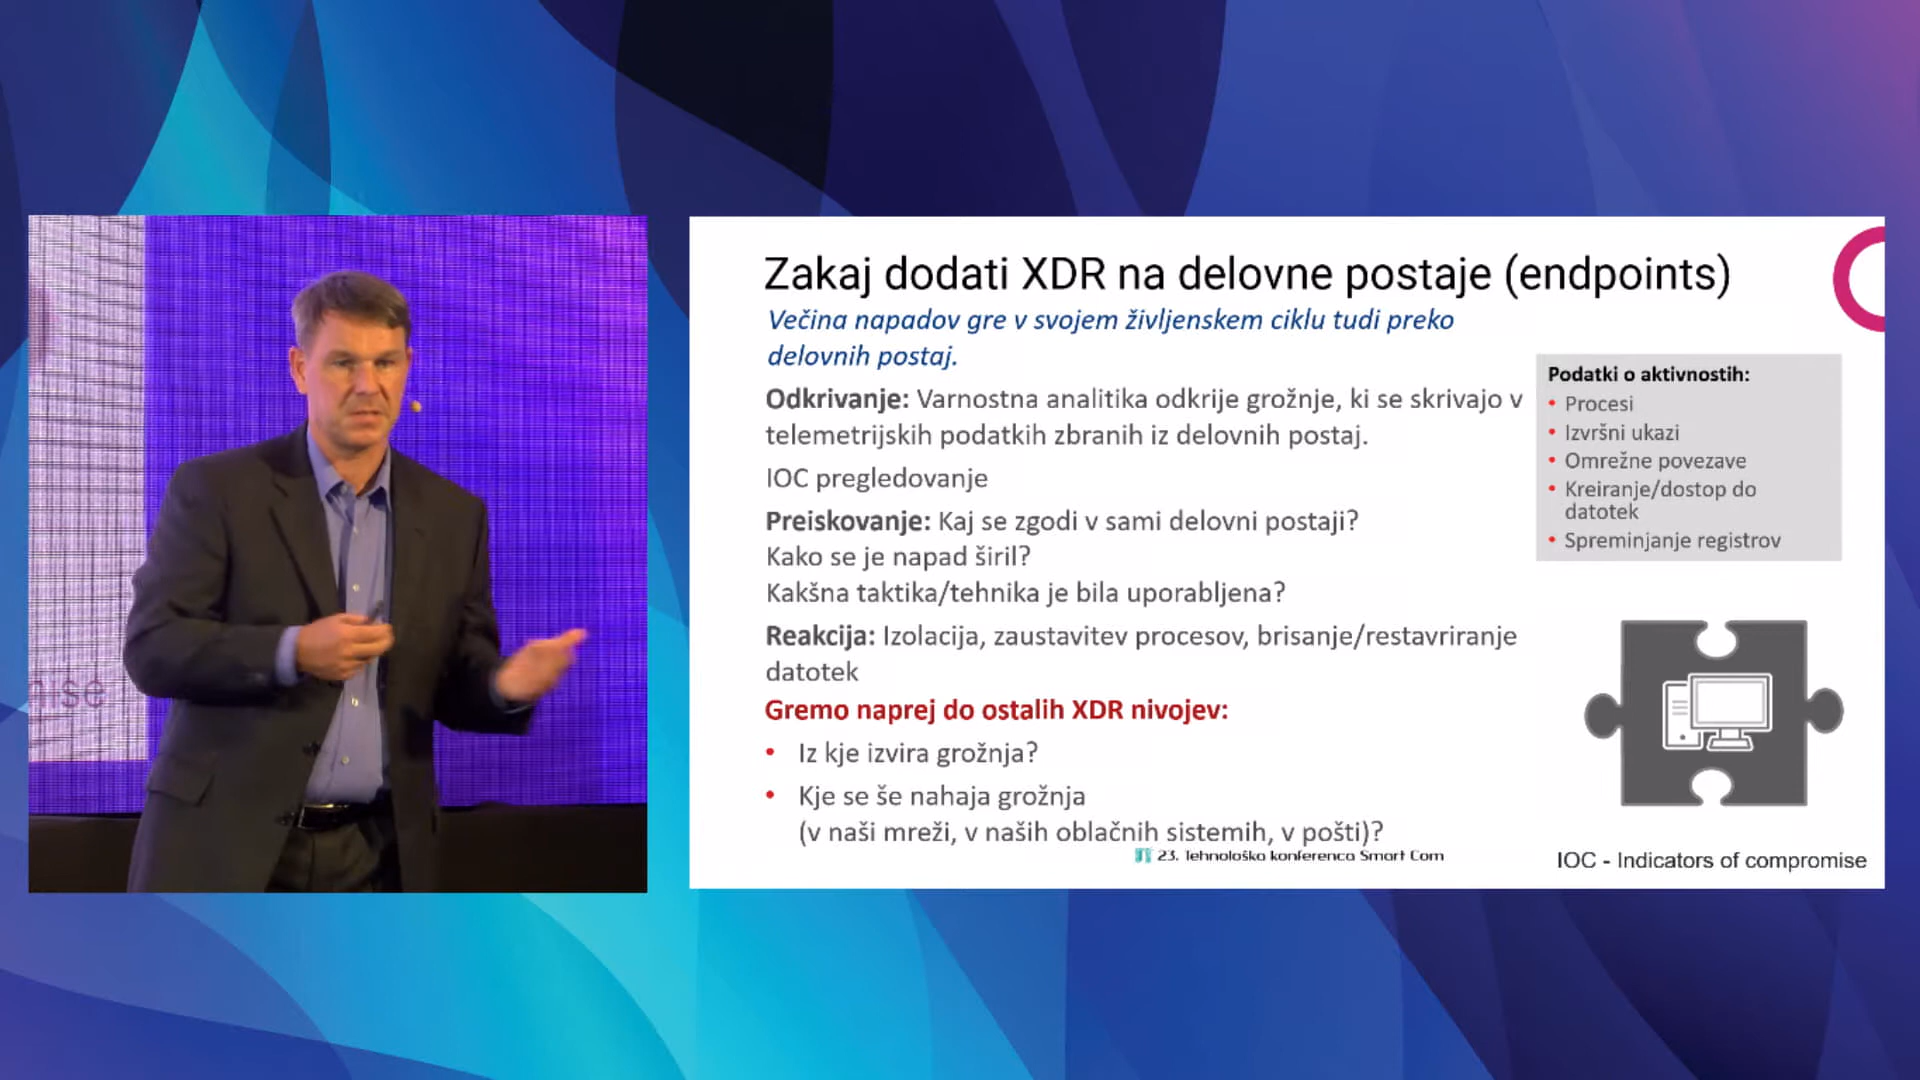 Zakaj dodati XDR na delovne postaje (endpoints)
Večina napadov gre v svojem življenskem ciklu tudi preko
delovnih postaj.
Odkrivanje: Varnostna analitika odkrije grožnje, ki se skrivajo v
telemetrijskih podatkih zbranih iz delovnih postaj.
IOC pregledovanje
Preiskovanje: Kaj se zgodi v sami delovni postaji?
Kako se je napad širil?
Kakšna taktika/tehnika je bila uporabljena?
Reakcija: Izolacija, zaustavitev procesov, brisanje/restavriranje
datotek
Gremo naprej do ostalih XDR nivojev:
• Iz kje izvira grožnja?
• Kje se še nahaja grožnja
(v naši mreži, v naših oblačnih sistemih, v pošti)?
Podatki o aktivnostih:
• Procesi
• Izvršni ukazi
• Omrežne povezave
• Kreiranje/dostop do
datotek
• Spreminjanje registrov
23. Tehnološka konferenca Smart Com
IOC - Indicators of compromise